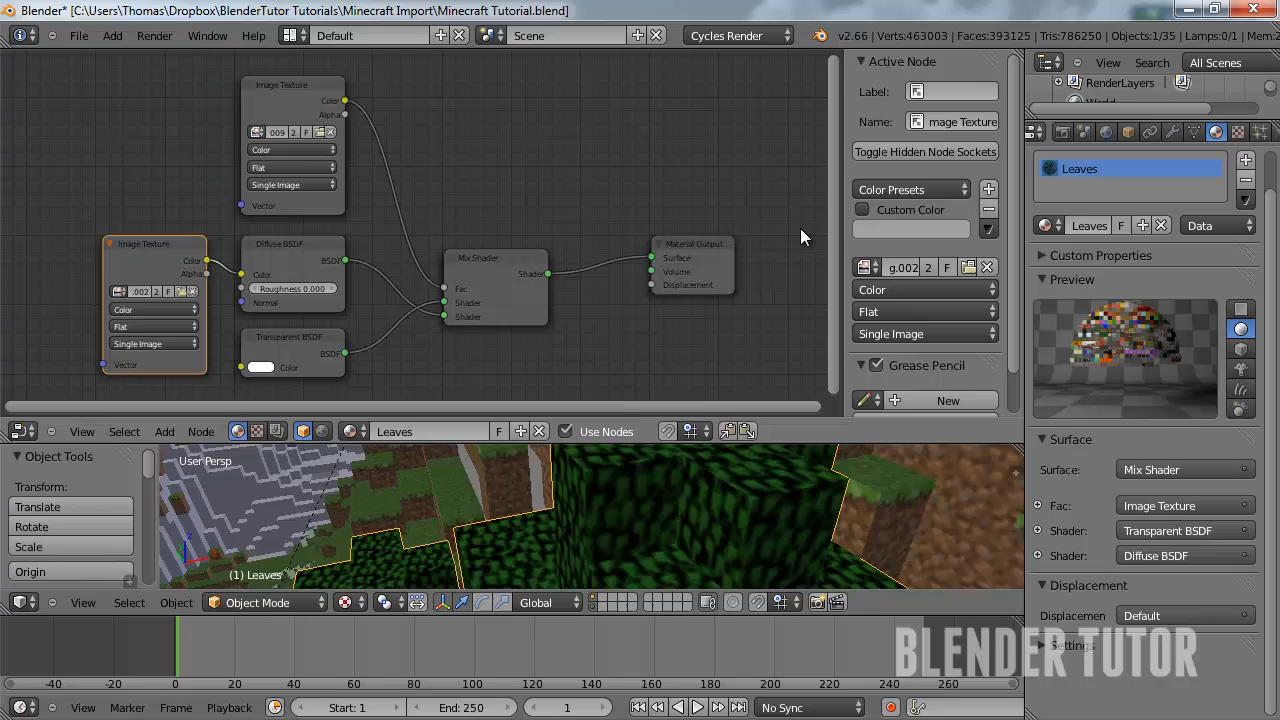 Blender* [C:\Users\Thomas\Dropbox\BlenderTutor Tutorials\Minecraft Import\Minecraft Tutorial.blend]
File Add Render Window Help Default Scene Cycles Render v2.66 | Verts:463003 | Faces:393125 | Tris:786250 | Objects:1/35 | Lamps:0/1 | Mem:2
View Search All Scenes
RenderLayers
World
Image Texture
Color
Alpha
009 2 F
Color
Flat
Single Image
Vector
Image Texture
Color
Alpha
.002 2 F
Color
Flat
Single Image
Vector
Diffuse BSDF
BSDF
Color
Roughness 0.000
Normal
Transparent BSDF
BSDF
Color
Mix Shader
Shader
Fac
Shader
Shader
Material Output
Surface
Volume
Displacement
Active Node
Label:
Name: mage Texture
Toggle Hidden Node Sockets
Color Presets
Custom Color
g.002 2 F
Color
Flat
Single Image
Grease Pencil
New
Leaves
Leaves F Data
Custom Properties
Preview
Surface
Surface: Mix Shader
Fac: Image Texture
Shader: Transparent BSDF
Shader: Diffuse BSDF
Displacement
Displacemen Default
Settings
View Select Add Node Leaves F Use Nodes
Object Tools
Transform:
Translate
Rotate
Scale
Origin
User Persp
(1) Leaves
View Select Object Object Mode Global
BLENDER TUTOR
-40 -20 0 20 40 60 80 100 120 140 160 180 200 220 240 260
View Marker Frame Playback Start: 1 End: 250 1 No Sync